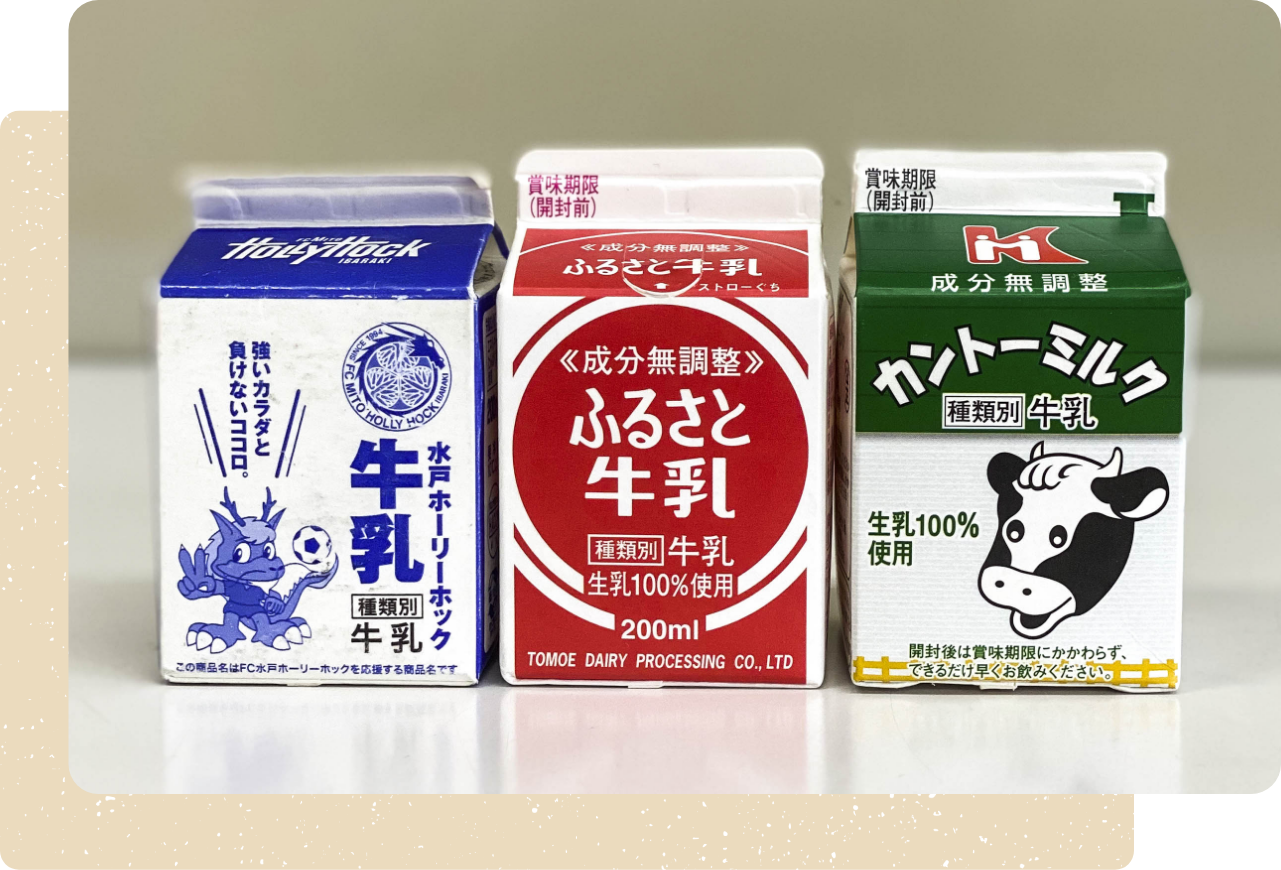 FC MITO
HOLLYHOCK
IBARAKI
強いカラダと
負けないココロ。
SINCE 1994
FC MITO HOLLY HOCK IBARAKI
水戸ホーリーホック
牛乳
種類別
牛乳
この商品名はFC水戸ホーリーホックを応援する商品名です
賞味期限
(開封前)
≪成分無調整≫
ふるさと牛乳
ストローぐち
≪成分無調整≫
ふるさと
牛乳
種類別 牛乳
生乳100%使用
200ml
TOMOE DAIRY PROCESSING CO., LTD
賞味期限
(開封前)
成分無調整
カントーミルク
種類別 牛乳
生乳100%
使用
開封後は賞味期限にかかわらず、
できるだけ早くお飲みください。